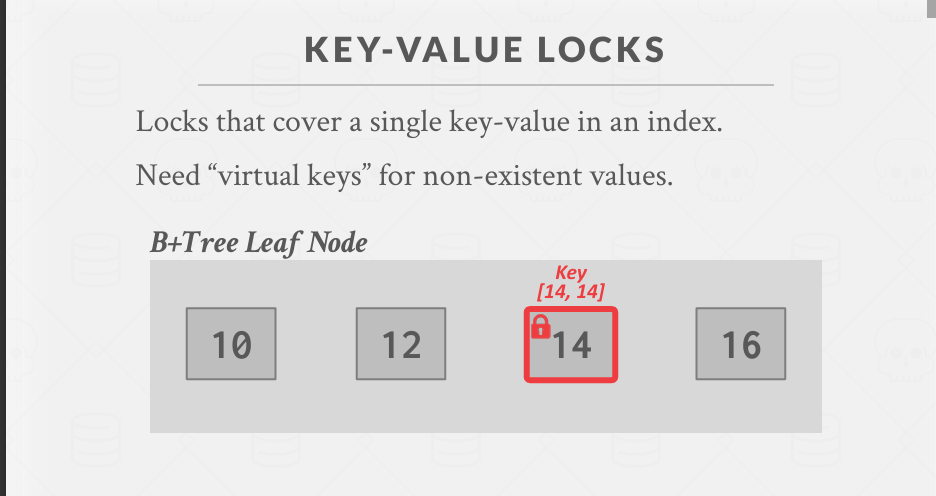 KEY-VALUE LOCKS
Locks that cover a single key-value in an index.
Need “virtual keys” for non-existent values.
B+Tree Leaf Node
Key
[14, 14]
10 12 14 16